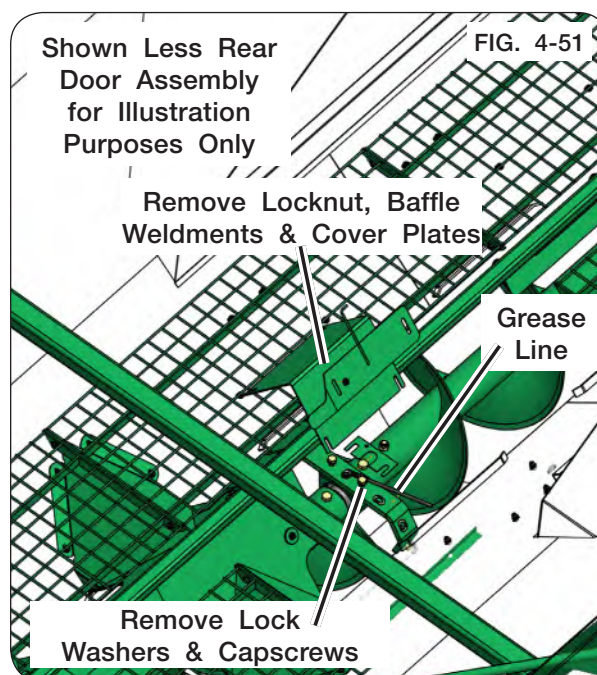 Shown Less Rear
Door Assembly
for Illustration
Purposes Only
FIG. 4-51
Remove Locknut, Baffle
Weldments & Cover Plates
Grease
Line
Remove Lock
Washers & Capscrews